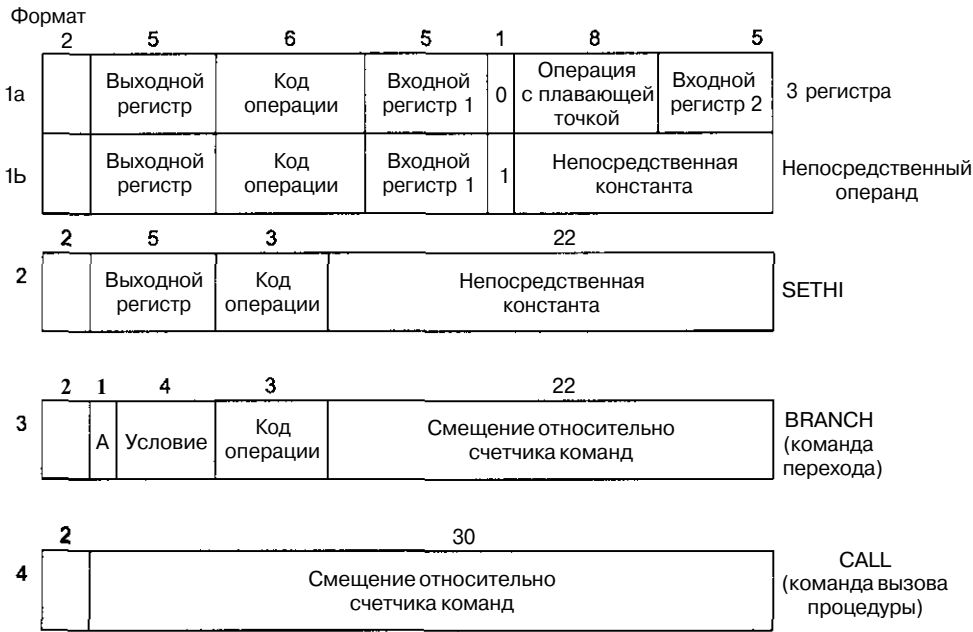 Формат
2 5 6 5 1 8 5
1а Выходной регистр Код операции Входной регистр 1 0 Операция с плавающей точкой Входной регистр 2 3 регистра
1Ь Выходной регистр Код операции Входной регистр 1 1 Непосредственная константа Непосредственный операнд
2 5 3 22
2 Выходной регистр Код операции Непосредственная константа SETHI
2 1 4 3 22
3 А Условие Код операции Смещение относительно счетчика команд BRANCH (команда перехода)
2 30
4 Смещение относительно счетчика команд CALL (команда вызова процедуры)